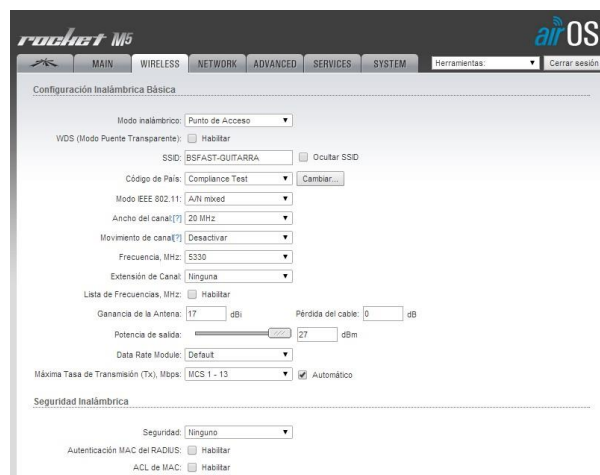 rocket M5
airOS
MAIN WIRELESS NETWORK ADVANCED SERVICES SYSTEM Herramientas: Cerrar sesión
Configuración Inalámbrica Básica
Modo inalámbrico: Punto de Acceso
WDS (Modo Puente Transparente): Habilitar
SSID: BSFAST-GUITARRA Ocultar SSID
Código de País: Compliance Test Cambiar...
Modo IEEE 802.11: A/N mixed
Ancho del canal:[?] 20 MHz
Movimiento de canal[?] Desactivar
Frecuencia, MHz: 5330
Extensión de Canal: Ninguna
Lista de Frecuencias, MHz: Habilitar
Ganancia de la Antena: 17 dBi Pérdida del cable: 0 dB
Potencia de salida: 27 dBm
Data Rate Module: Default
Máxima Tasa de Transmisión (Tx), Mbps: MCS 1 - 13 Automático
Seguridad Inalámbrica
Seguridad: Ninguno
Autenticación MAC del RADIUS: Habilitar
ACL de MAC: Habilitar